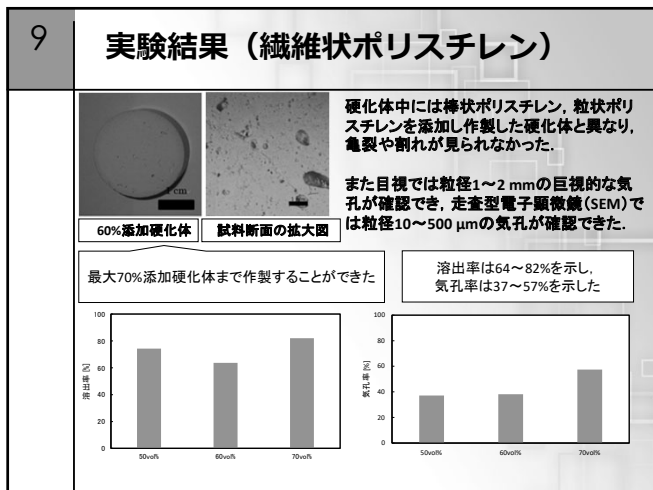 9
実験結果（繊維状ポリスチレン）
硬化体中には棒状ポリスチレン，粒状ポリ
スチレンを添加し作製した硬化体と異なり，
亀裂や割れが見られなかった．
また目視では粒径1～2 mmの巨視的な気
孔が確認でき，走査型電子顕微鏡（SEM）で
は粒径10～500 μmの気孔が確認できた．
60%添加硬化体
試料断面の拡大図
最大70%添加硬化体まで作製することができた
溶出率は64～82%を示し，
気孔率は37～57%を示した
溶出率 [%]
100
80
60
40
20
0
50vol%
60vol%
70vol%
気孔率 [%]
100
80
60
40
20
0
50vol%
60vol%
70vol%